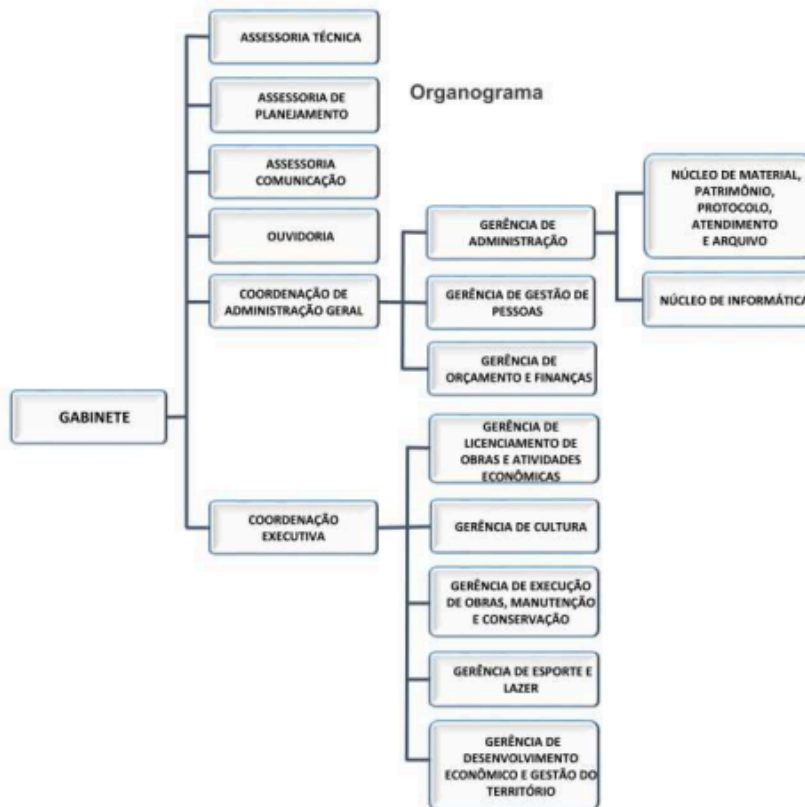 Organograma
ASSESSORIA TÉCNICA
ASSESSORIA DE
PLANEJAMENTO
ASSESSORIA
COMUNICAÇÃO
OUVIDORIA
COORDENAÇÃO DE
ADMINISTRAÇÃO GERAL
GERÊNCIA DE
ADMINISTRAÇÃO
NÚCLEO DE MATERIAL,
PATRIMÔNIO,
PROTOCOLO,
ATENDIMENTO
E ARQUIVO
NÚCLEO DE INFORMÁTICA
GERÊNCIA DE GESTÃO DE
PESSOAS
GERÊNCIA DE
ORÇAMENTO E FINANÇAS
GABINETE
COORDENAÇÃO
EXECUTIVA
GERÊNCIA DE
LICENCIAMENTO DE
OBRAS E ATIVIDADES
ECONÔMICAS
GERÊNCIA DE CULTURA
GERÊNCIA DE EXECUÇÃO
DE OBRAS, MANUTENÇÃO
E CONSERVAÇÃO
GERÊNCIA DE ESPORTE E
LAZER
GERÊNCIA DE
DESENVOLVIMENTO
ECONÔMICO E GESTÃO DO
TERRITÓRIO